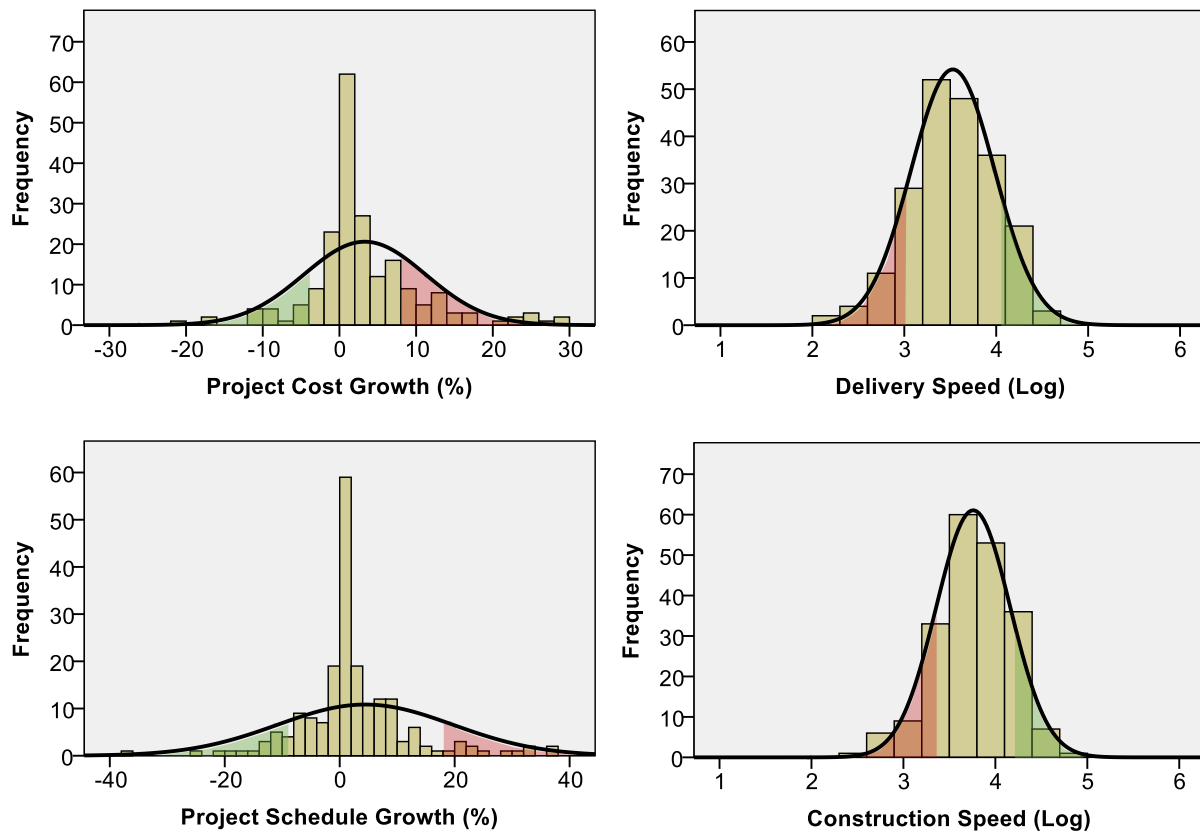 70
60
50
40
30
20
10
0
Frequency
-30 -20 -10 0 10 20 30
Project Cost Growth (%)
60
50
40
30
20
10
0
Frequency
1 2 3 4 5 6
Delivery Speed (Log)
60
50
40
30
20
10
0
Frequency
-40 -20 0 20 40
Project Schedule Growth (%)
70
60
50
40
30
20
10
0
Frequency
1 2 3 4 5 6
Construction Speed (Log)